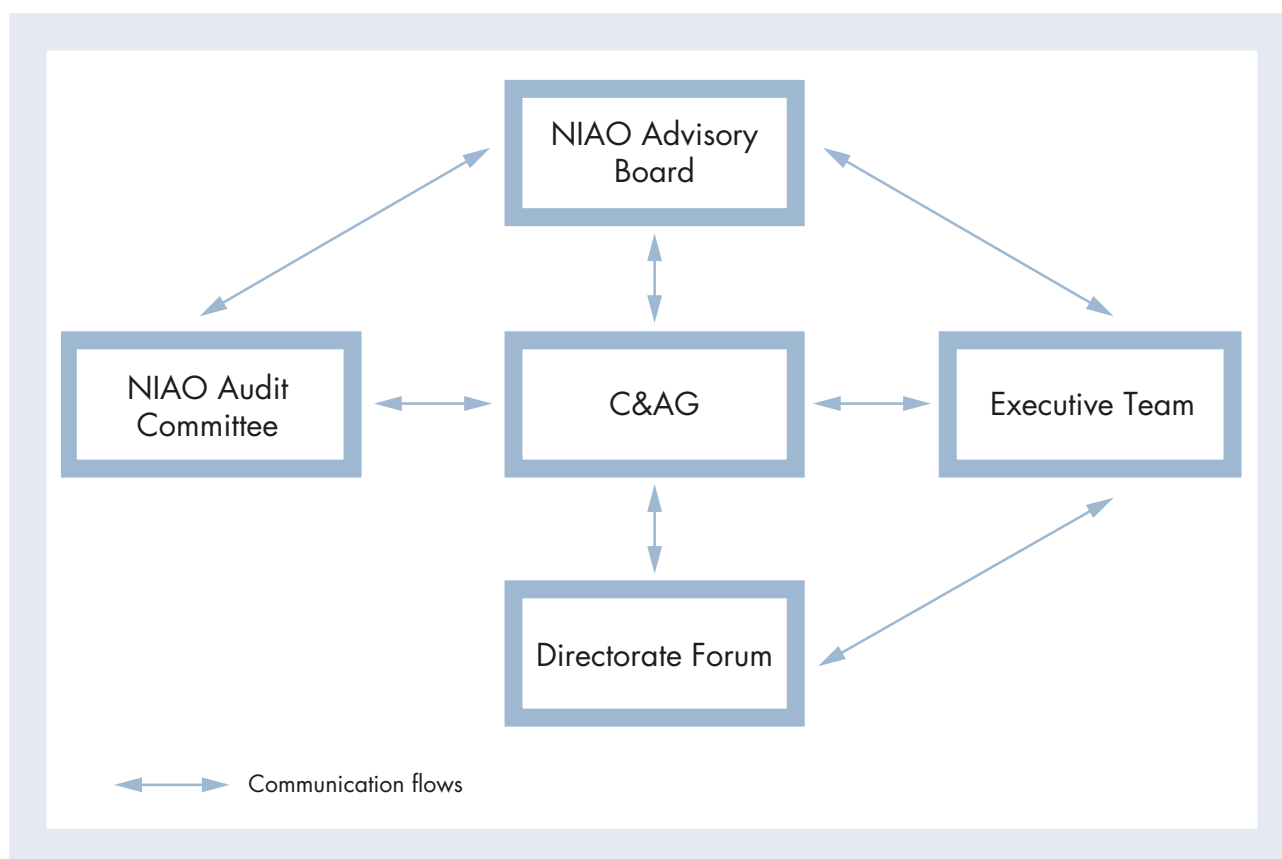 NIAO Advisory
Board
NIAO Audit
Committee
C&AG
Executive Team
Directorate Forum
Communication flows